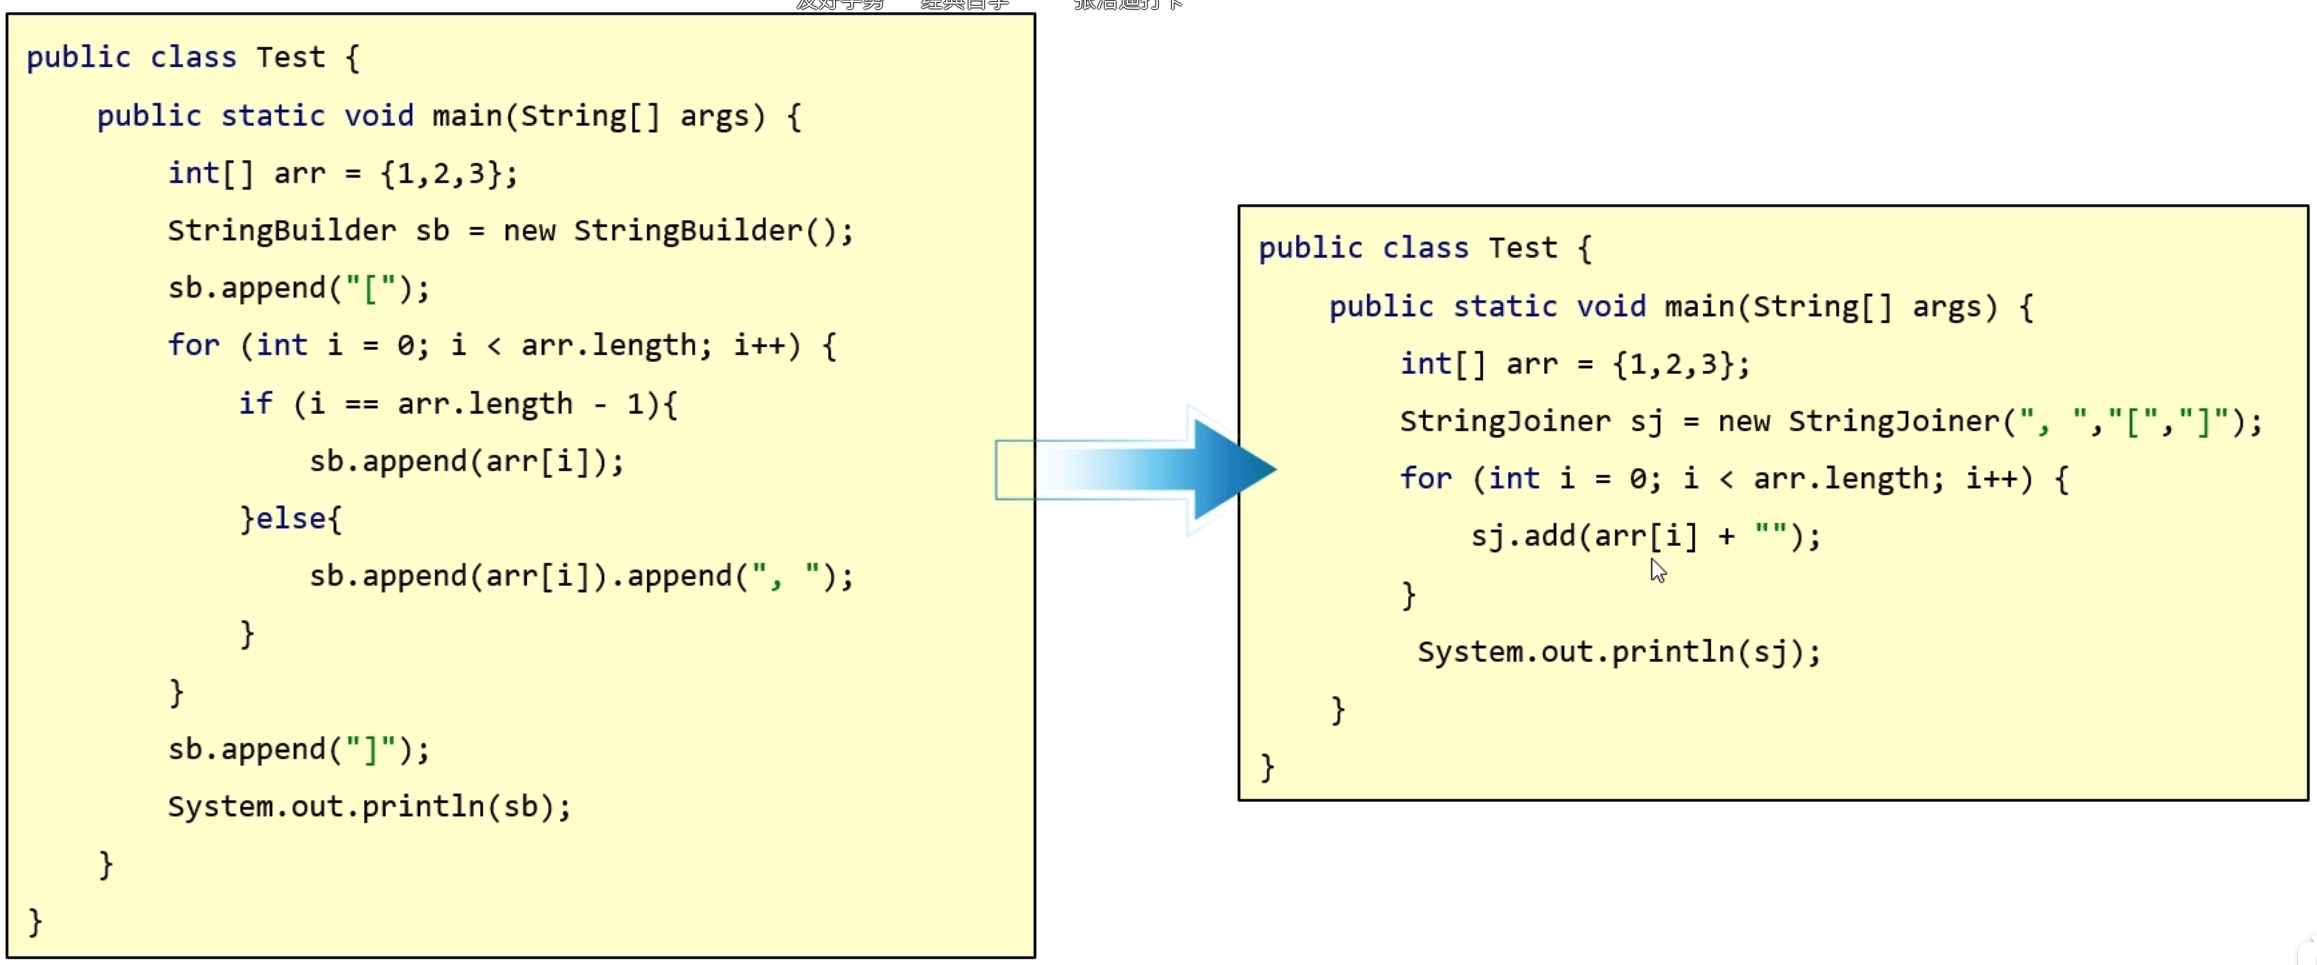 public class Test {
public static void main(String[] args) {
int[] arr = {1,2,3};
StringBuilder sb = new StringBuilder();
sb.append("[");
for (int i = 0; i < arr.length; i++) {
if (i == arr.length - 1){
sb.append(arr[i]);
}else{
sb.append(arr[i]).append(", ");
}
}
sb.append("]");
System.out.println(sb);
}
}
public class Test {
public static void main(String[] args) {
int[] arr = {1,2,3};
StringJoiner sj = new StringJoiner(", ","[","]");
for (int i = 0; i < arr.length; i++) {
sj.add(arr[i] + "");
}
System.out.println(sj);
}
}